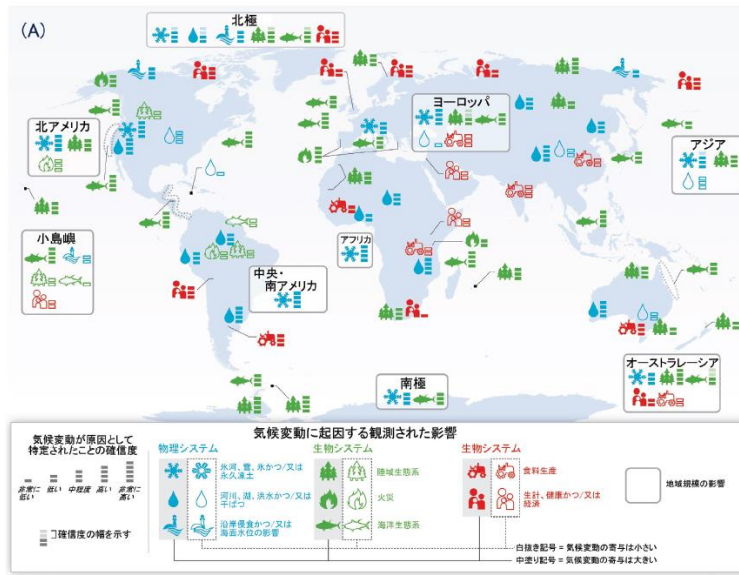 (A)
北極
北アメリカ
ヨーロッパ
アジア
小島嶼
アフリカ
中央・
南アメリカ
オーストラレーシア
南極
気候変動が原因として
特定されたことの確信度
非常に
低い
低い
中程度
高い
非常に
高い
確信度の幅を示す
気候変動に起因する観測された影響
物理システム
氷河、雪、氷かつ/又は
永久凍土
河川、湖、洪水かつ/又は
干ばつ
沿岸侵食かつ/又は
海面水位の影響
生物システム
陸域生態系
火災
海洋生態系
生物システム
食料生産
生計、健康かつ/又は
経済
地域規模の影響
白抜き記号 = 気候変動の寄与は小さい
中塗り記号 = 気候変動の寄与は大きい